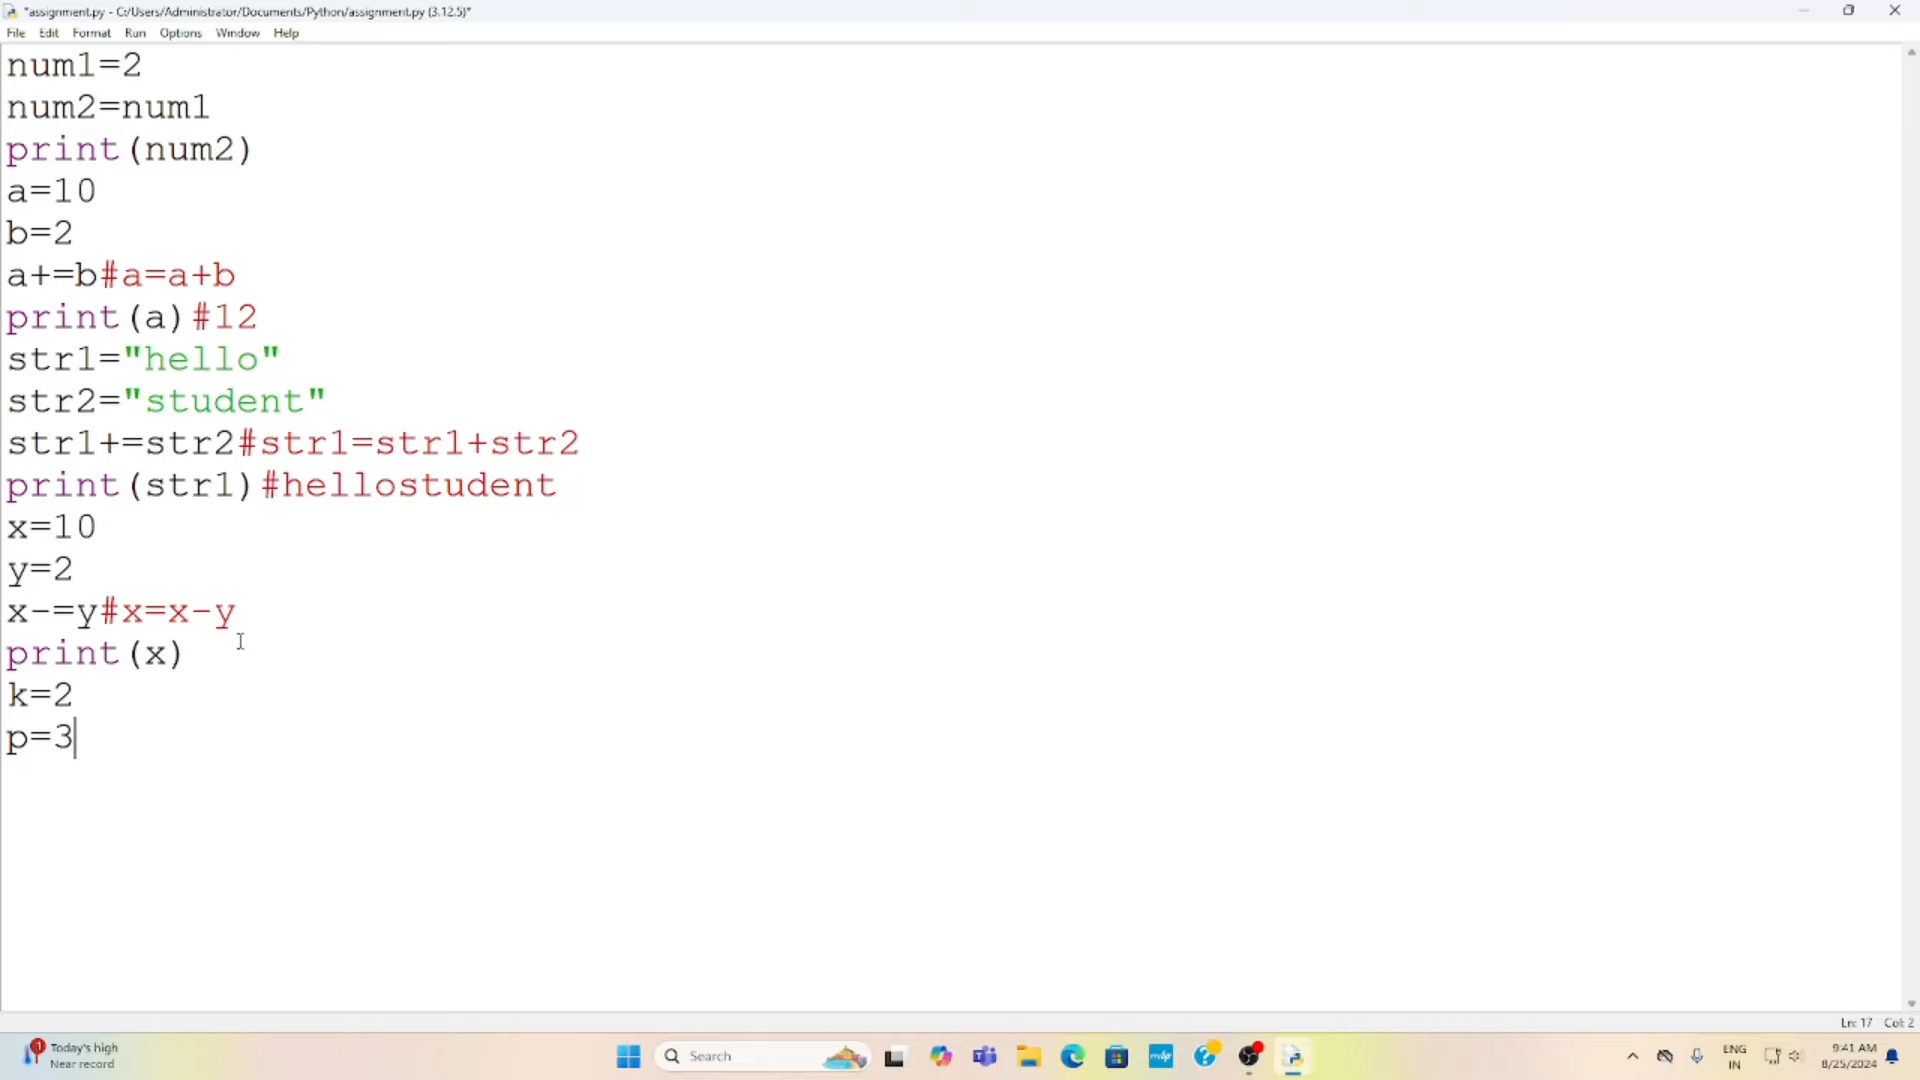 *assignment.py - C:/Users/Administrator/Documents/Python/assignment.py (3.12.5)*
File Edit Format Run Options Window Help
num1=2
num2=num1
print(num2)
a=10
b=2
a+=b#a=a+b
print(a)#12
str1="hello"
str2="student"
str1+=str2#str1=str1+str2
print(str1)#hellostudent
x=10
y=2
x-=y#x=x-y
print(x)
k=2
p=3
Ln: 17 Col: 2
1
Today's high
Near record
Search
ENG
IN
9:41 AM
8/25/2024